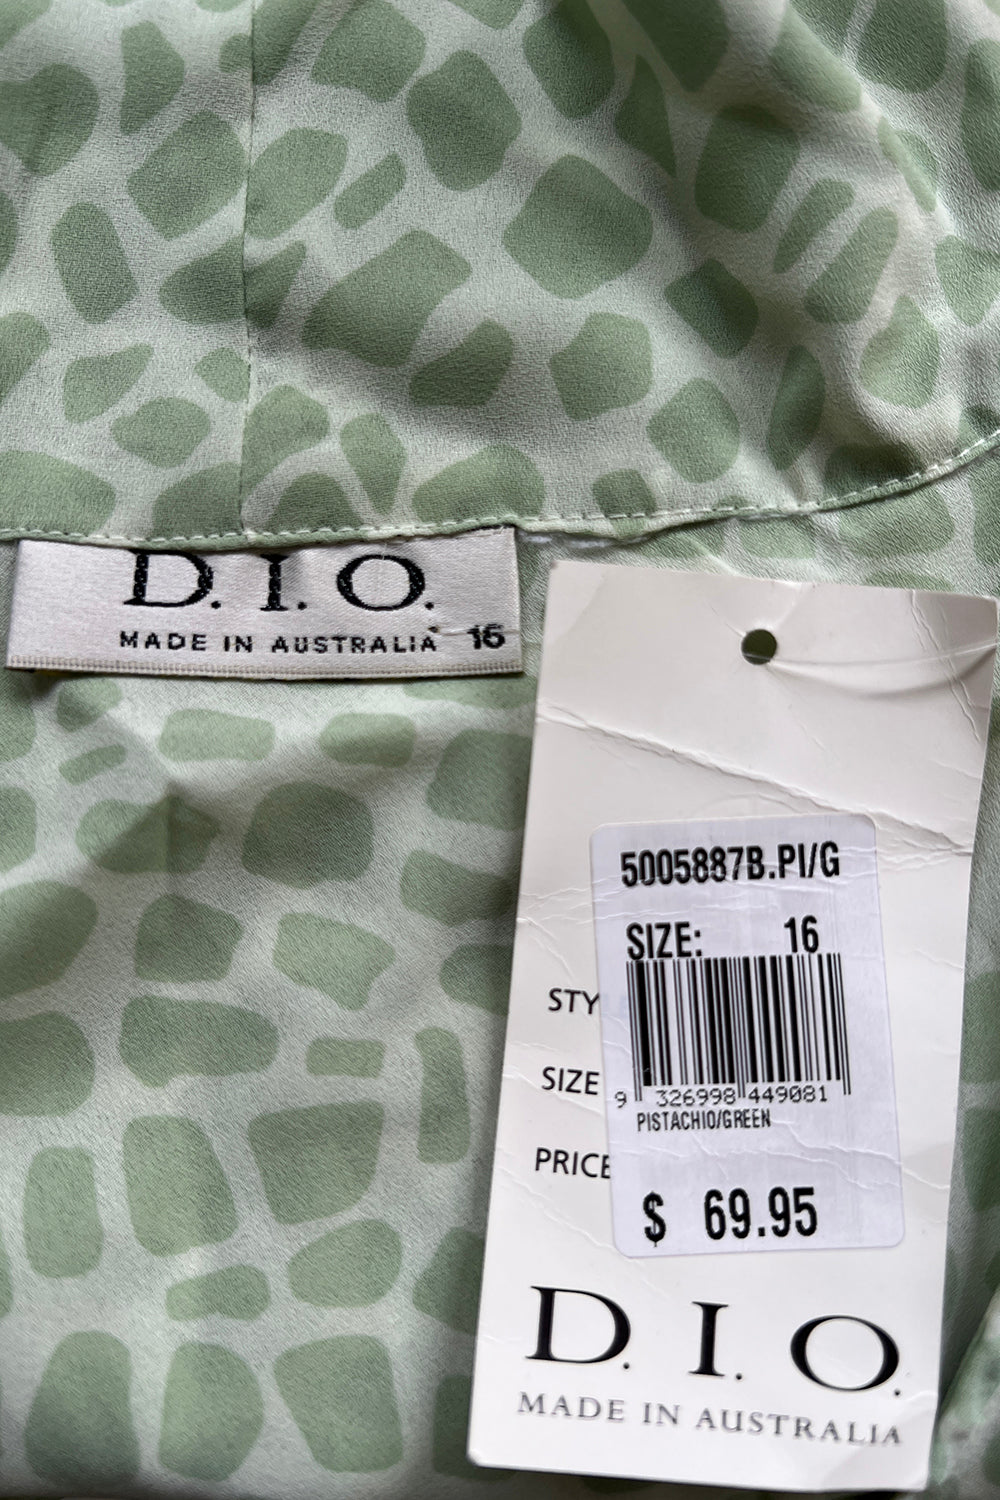 D.I.O.
MADE IN AUSTRALIA 16
5005887B.PI/G
SIZE: 16
STY
SIZE
9 326998 449081
PISTACHIO/GREEN
PRICE
$ 69.95
D.I.O.
MADE IN AUSTRALIA